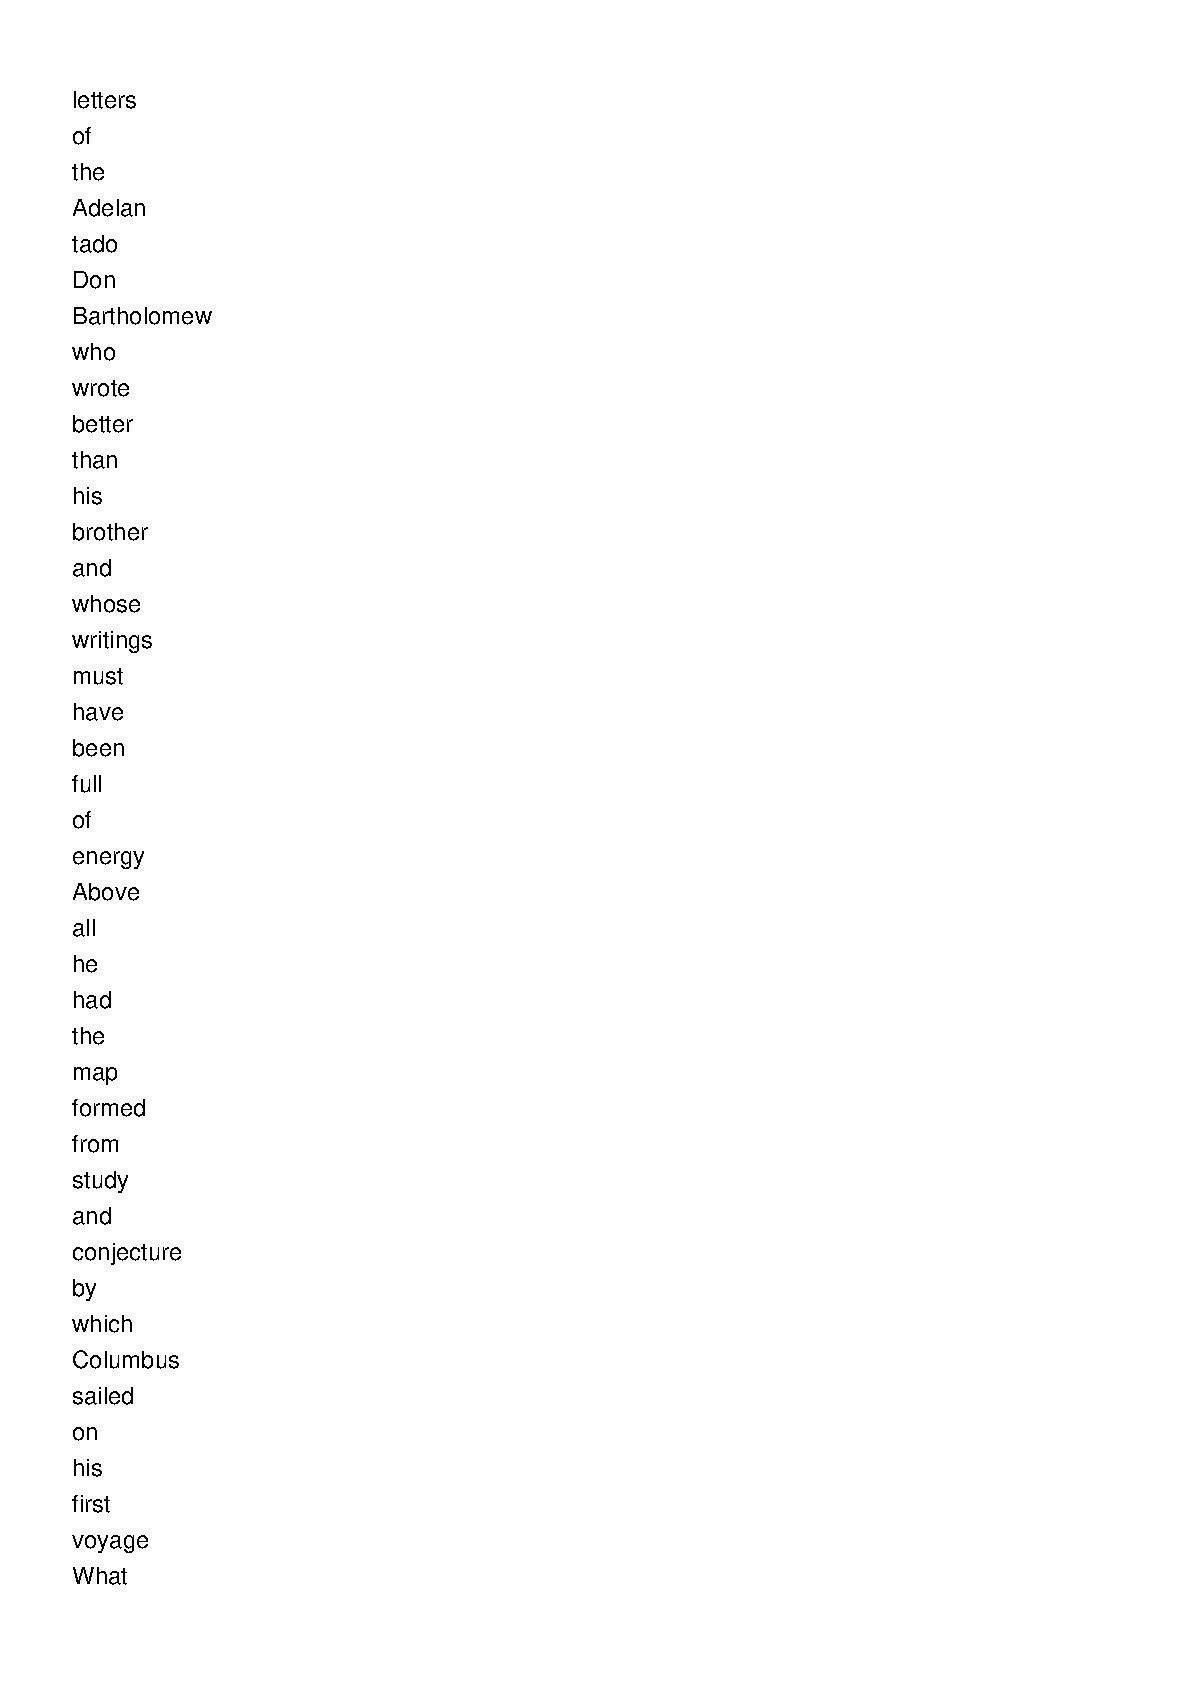 letters
of
the
Adelan
tado
Don
Bartholomew
who
wrote
better
than
his
brother
and
whose
writings
must
have
been
full
of
energy
Above
all
he
had
the
map
formed
from
study
and
conjecture
by
which
Columbus
sailed
on
his
first
voyage
What